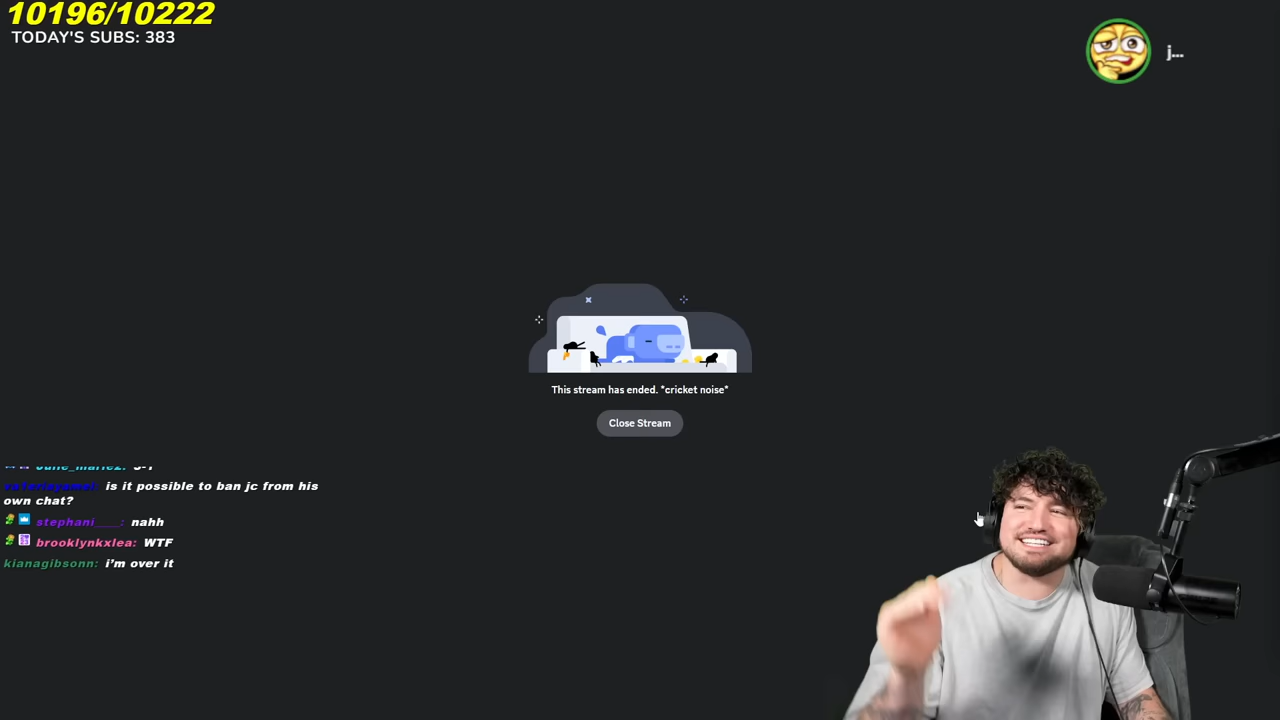 10196/10222
TODAY'S SUBS: 383
j...
This stream has ended. *cricket noise*
Close Stream
is it possible to ban jc from his
own chat?
stephani____: nahh
brooklynkxlea: WTF
kianagibsonn: i'm over it